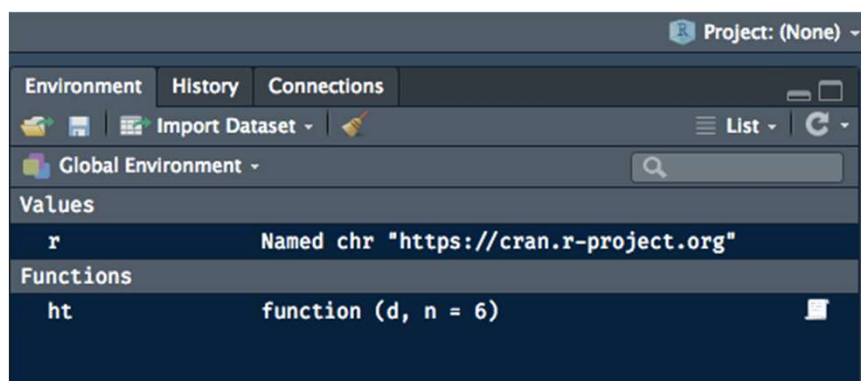 Project: (None)
Environment History Connections
Import Dataset List
Global Environment
Values
r Named chr "https://cran.r-project.org"
Functions
ht function (d, n = 6)